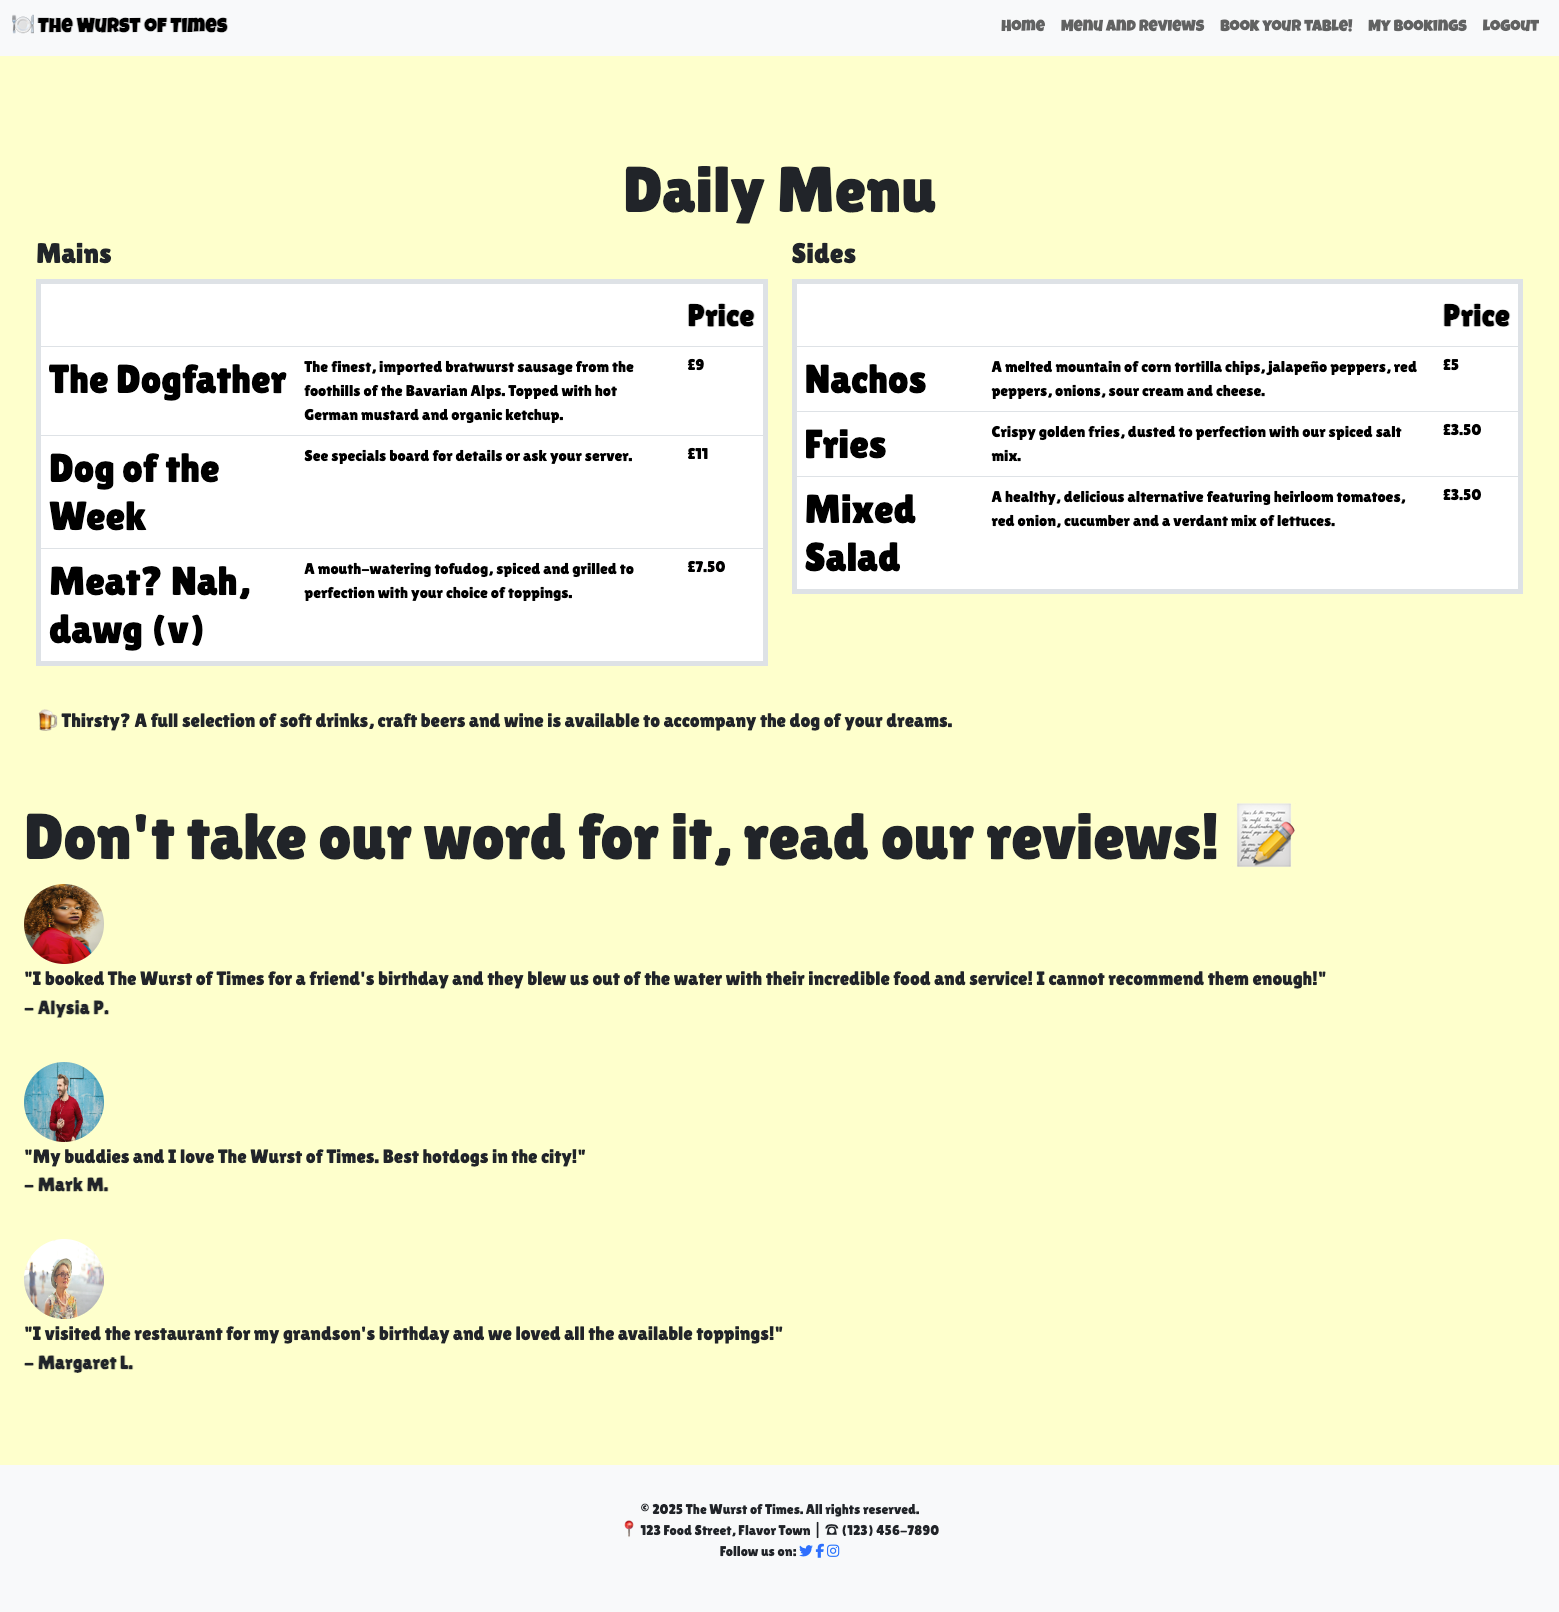 🍽️ The Wurst of Times
Home Menu and Reviews Book your table! My Bookings Logout
Daily Menu
Mains
Price
The Dogfather
The finest, imported bratwurst sausage from the
foothills of the Bavarian Alps. Topped with hot
German mustard and organic ketchup.
£9
Dog of the
Week
See specials board for details or ask your server.
£11
Meat? Nah,
dawg (v)
A mouth-watering tofudog, spiced and grilled to
perfection with your choice of toppings.
£7.50
Sides
Price
Nachos
A melted mountain of corn tortilla chips, jalapeño peppers, red
peppers, onions, sour cream and cheese.
£5
Fries
Crispy golden fries, dusted to perfection with our spiced salt
mix.
£3.50
Mixed
Salad
A healthy, delicious alternative featuring heirloom tomatoes,
red onion, cucumber and a verdant mix of lettuces.
£3.50
🍺 Thirsty? A full selection of soft drinks, craft beers and wine is available to accompany the dog of your dreams.
Don't take our word for it, read our reviews! 📝
"I booked The Wurst of Times for a friend's birthday and they blew us out of the water with their incredible food and service! I cannot recommend them enough!"
- Alysia P.
"My buddies and I love The Wurst of Times. Best hotdogs in the city!"
- Mark M.
"I visited the restaurant for my grandson's birthday and we loved all the available toppings!"
- Margaret L.
© 2025 The Wurst of Times. All rights reserved.
📍 123 Food Street, Flavor Town | ☎ (123) 456-7890
Follow us on: